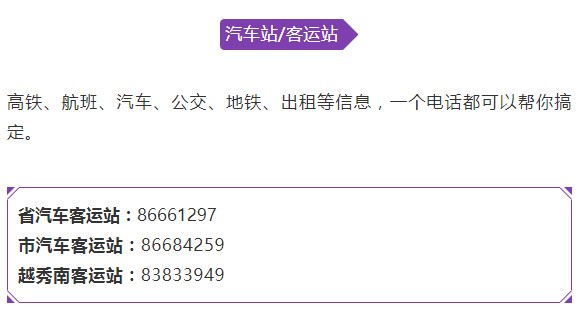 汽车站/客运站
高铁、航班、汽车、公交、地铁、出租等信息，一个电话都可以帮你搞
定。
省汽车客运站：86661297
市汽车客运站：86684259
越秀南客运站：83833949